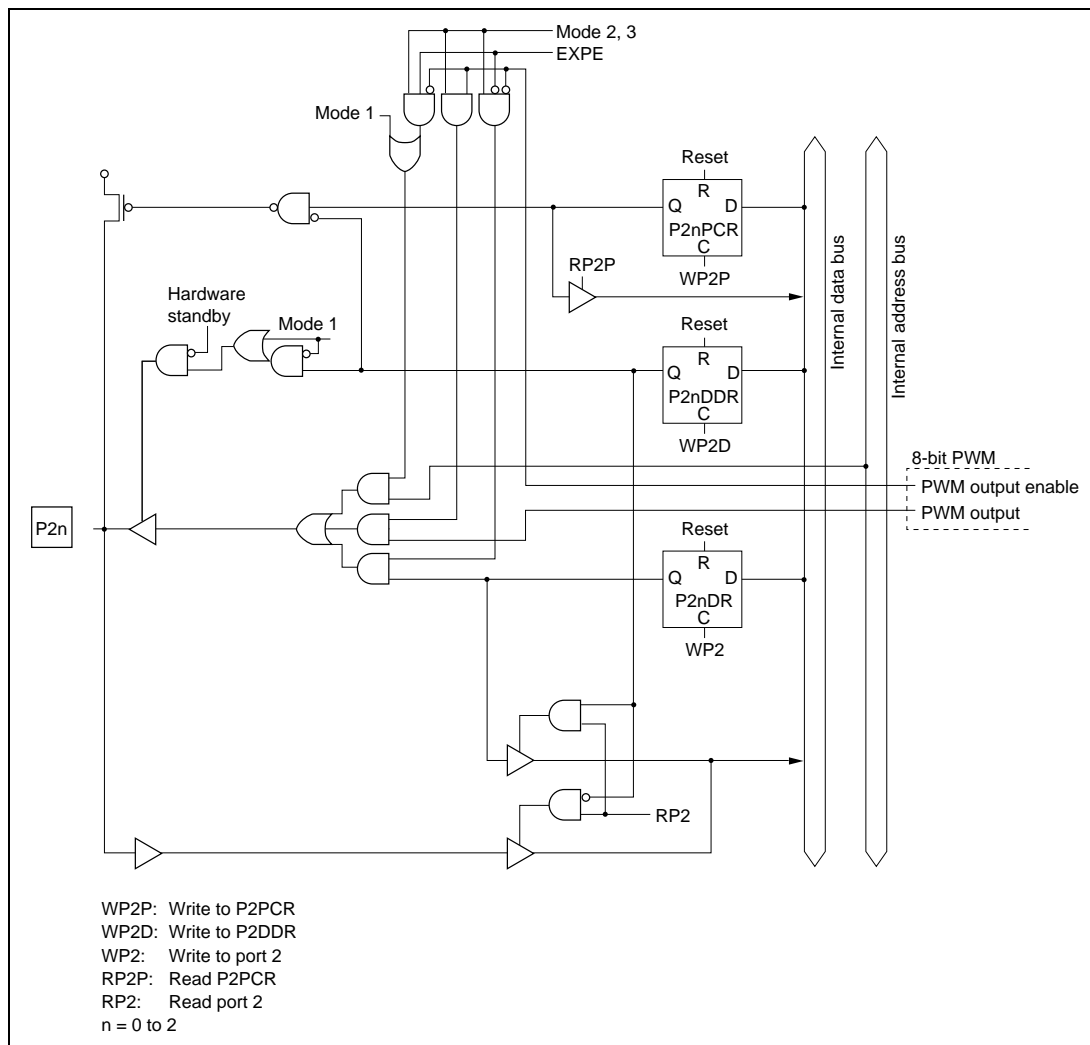 Mode 2, 3
EXPE
Mode 1
Reset
R
Q
D
P2nPCR
C
WP2P
RP2P
Hardware
standby
Mode 1
Reset
R
Q
D
P2nDDR
C
WP2D
Internal data bus
Internal address bus
8-bit PWM
PWM output enable
PWM output
P2n
Reset
R
Q
D
P2nDR
C
WP2
RP2
WP2P: Write to P2PCR
WP2D: Write to P2DDR
WP2: Write to port 2
RP2P: Read P2PCR
RP2: Read port 2
n = 0 to 2